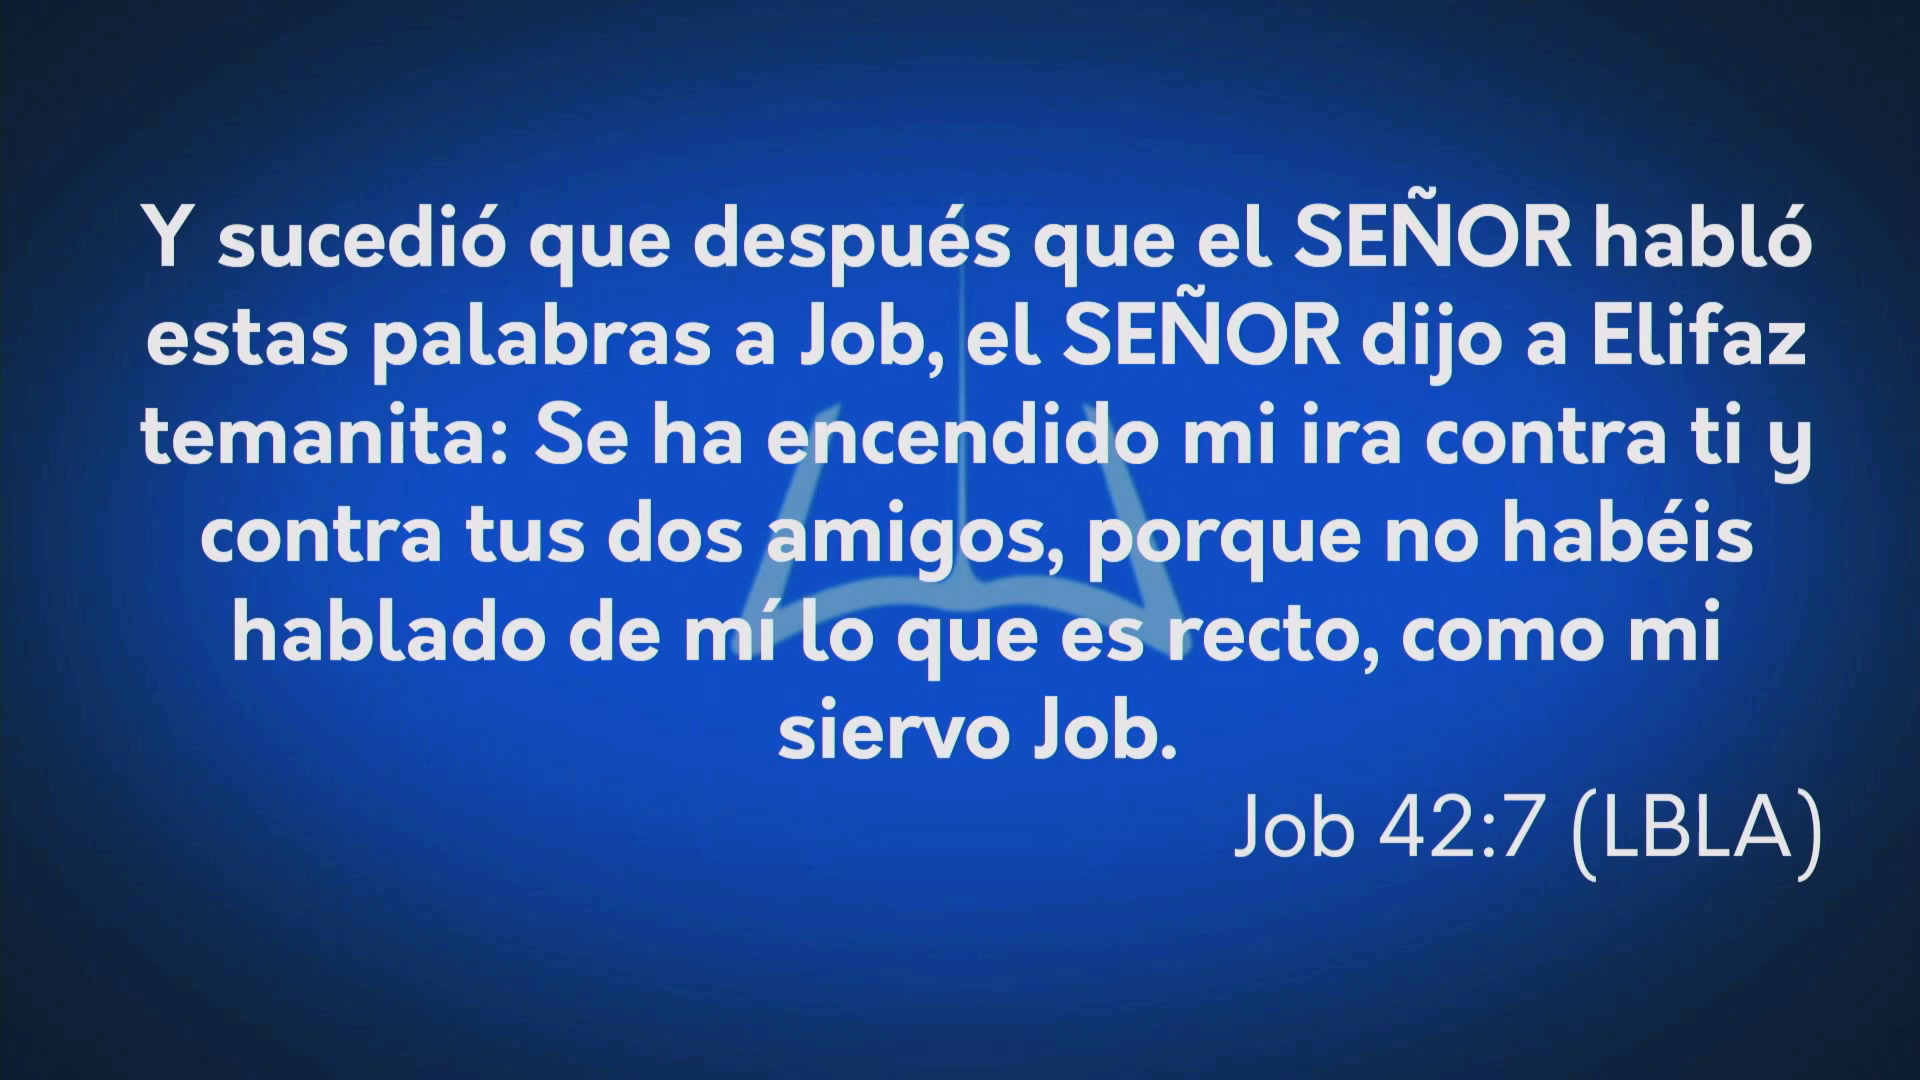 Y sucedió que después que el SEÑOR habló
estas palabras a Job, el SEÑOR dijo a Elifaz
temanita: Se ha encendido mi ira contra ti y
contra tus dos amigos, porque no habéis
hablado de mí lo que es recto, como mi
siervo Job.
Job 42:7 (LBLA)